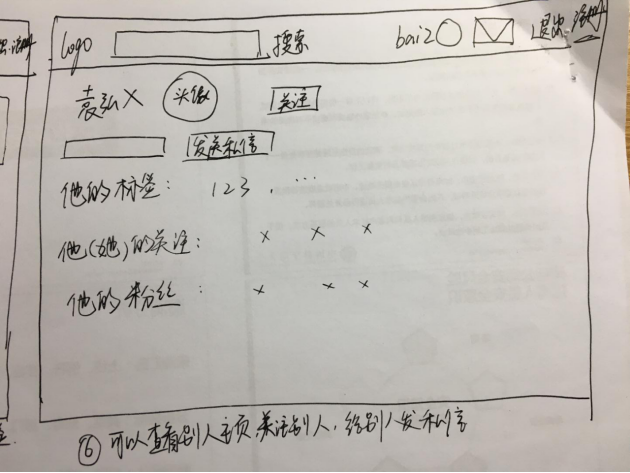 logo 搜索 bai2 退出 注册
袁弘X 头像 关注
发送私信
他的标签： 123. ...
他(她)的关注： x x x
他的粉丝： x x x
⑥可以查看别人主页,关注别人,给别人发私信